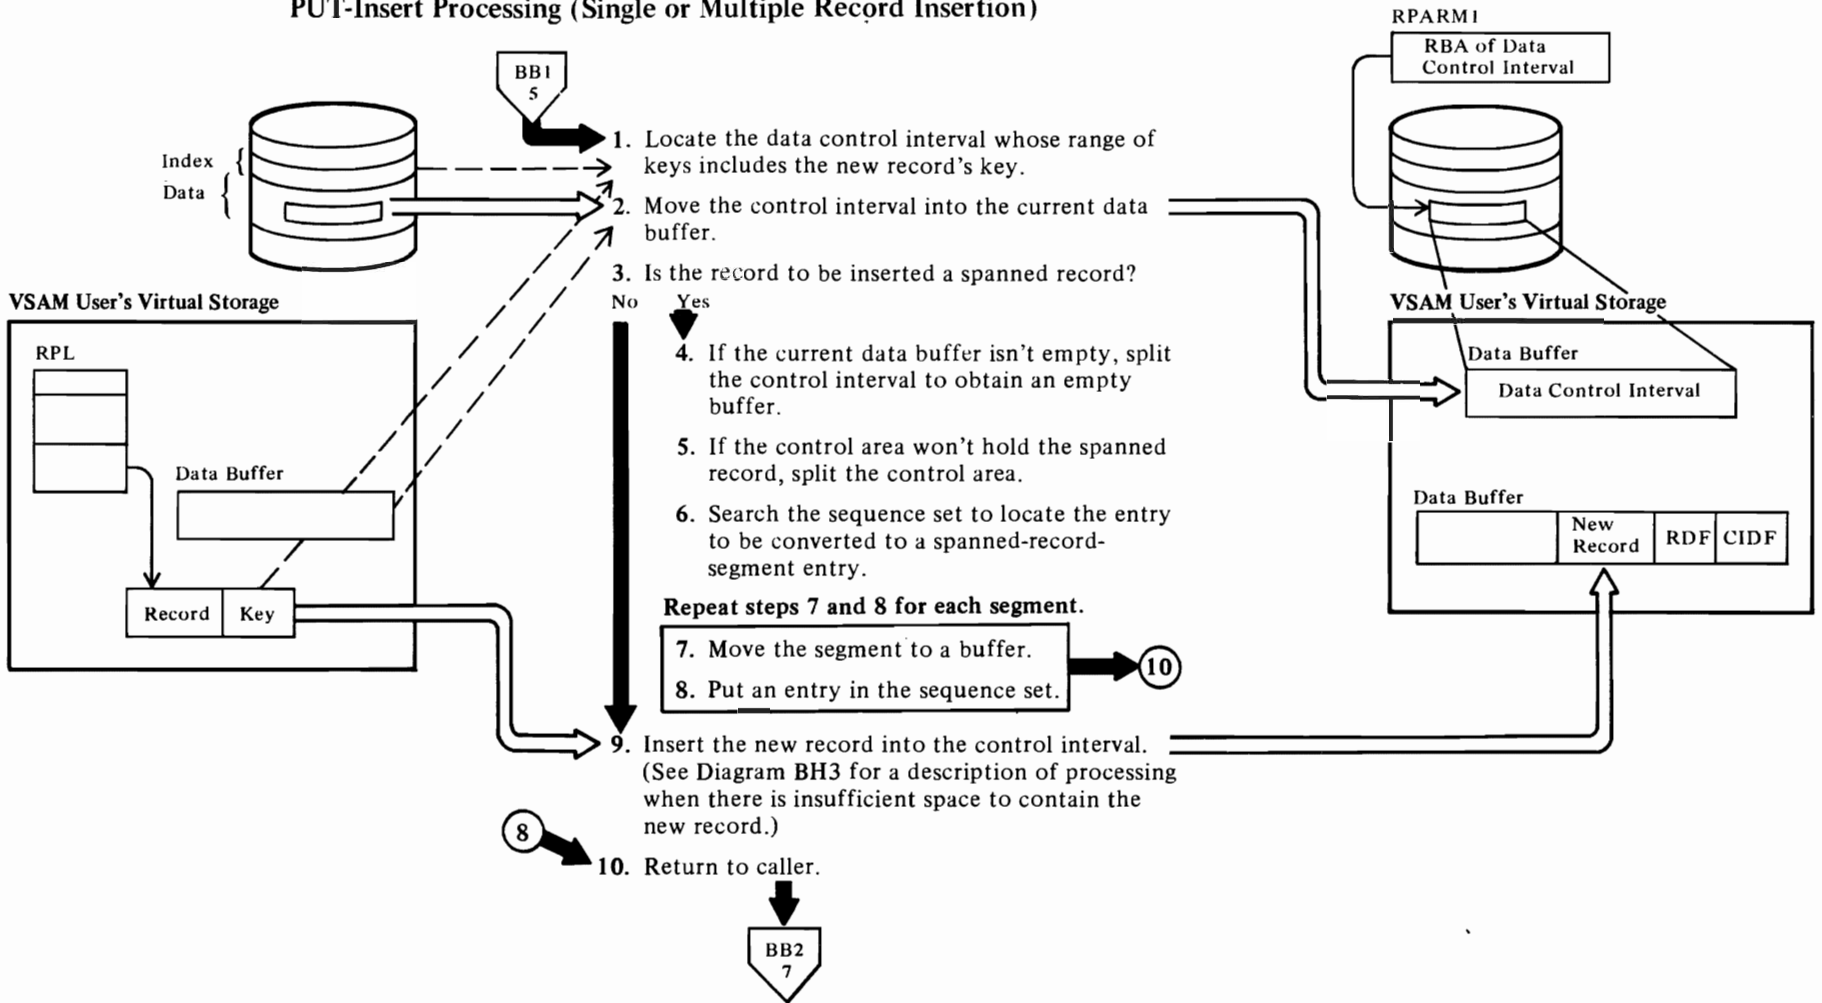 PUT-Insert Processing (Single or Multiple Record Insertion)
RPARM1
RBA of Data
Control Interval
BB1
5
Index
Data
1. Locate the data control interval whose range of
keys includes the new record's key.
2. Move the control interval into the current data
buffer.
3. Is the record to be inserted a spanned record?
No Yes
4. If the current data buffer isn't empty, split
the control interval to obtain an empty
buffer.
5. If the control area won't hold the spanned
record, split the control area.
6. Search the sequence set to locate the entry
to be converted to a spanned-record-
segment entry.
Repeat steps 7 and 8 for each segment.
7. Move the segment to a buffer.
8. Put an entry in the sequence set.
10
9. Insert the new record into the control interval.
(See Diagram BH3 for a description of processing
when there is insufficient space to contain the
new record.)
8
10. Return to caller.
BB2
7
VSAM User's Virtual Storage
RPL
Data Buffer
Record Key
VSAM User's Virtual Storage
Data Buffer
Data Control Interval
Data Buffer
New
Record
RDF CIDF